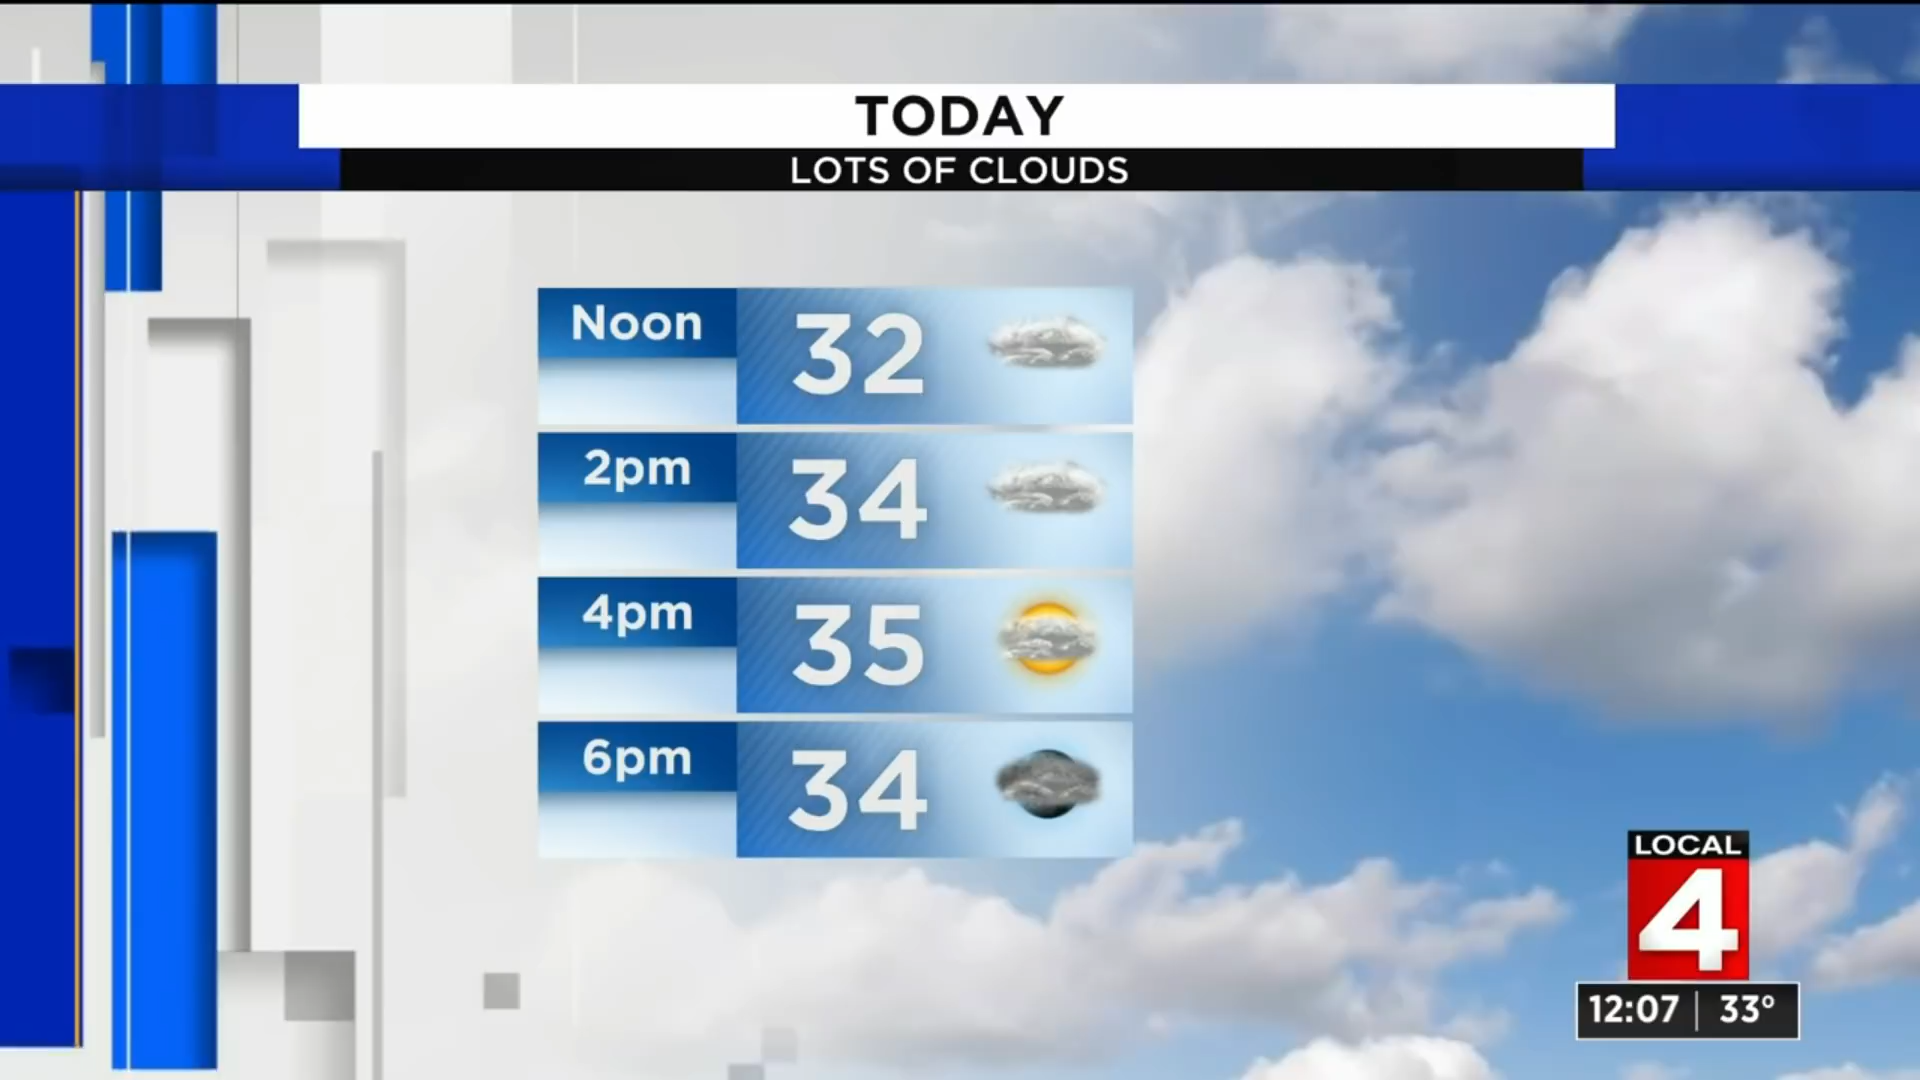 TODAY
LOTS OF CLOUDS
Noon 32
2pm 34
4pm 35
6pm 34
LOCAL
4
12:07 33°